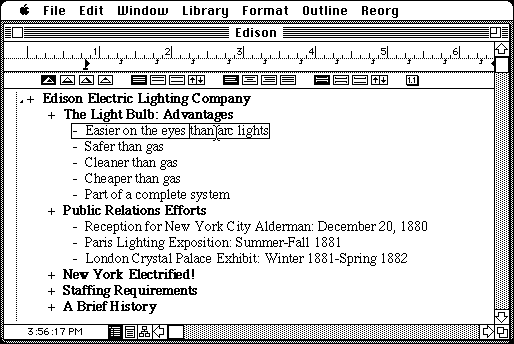 File Edit Window Library Format Outline Reorg
Edison
1 2 3 4 5 6
1.1
+ Edison Electric Lighting Company
+ The Light Bulb: Advantages
- Easier on the eyes than arc lights
- Safer than gas
- Cleaner than gas
- Cheaper than gas
- Part of a complete system
+ Public Relations Efforts
- Reception for New York City Alderman: December 20, 1880
- Paris Lighting Exposition: Summer-Fall 1881
- London Crystal Palace Exhibit: Winter 1881-Spring 1882
+ New York Electrified!
+ Staffing Requirements
+ A Brief History
3:56:17 PM